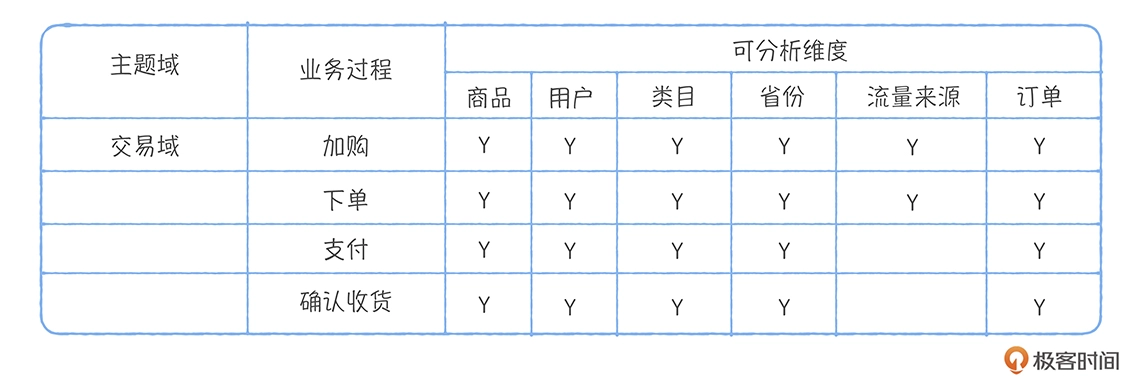 主题域 业务过程 可分析维度
商品 用户 类目 省份 流量来源 订单
交易域 加购 Y Y Y Y Y Y
下单 Y Y Y Y Y Y
支付 Y Y Y Y Y
确认收货 Y Y Y Y Y
极客时间